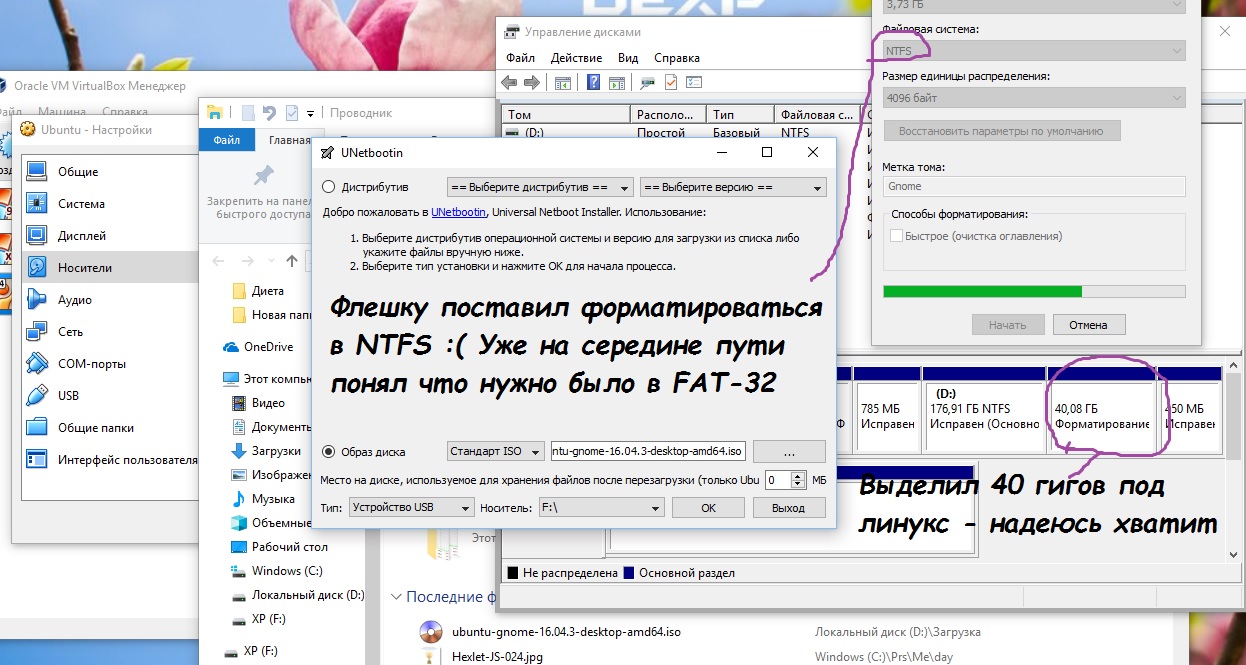 3,73 ГБ
Файловая система:
NTFS
Размер единицы распределения:
4096 байт
Восстановить параметры по умолчанию
Метка тома:
Gnome
Способы форматирования:
Быстрое (очистка оглавления)
Начать
Отмена
Управление дисками
Файл Действие Вид Справка
Том Располо... Тип Файловая с...
(D:) Простой Базовый NTFS
Oracle VM VirtualBox Менеджер
Файл Машина Справка
Ubuntu - Настройки
Общие
Система
Дисплей
Носители
Аудио
Сеть
COM-порты
USB
Общие папки
Интерфейс пользователя
Проводник
Файл
Главная
Закрепить на панел
быстрого доступа
Диета
Новая пап
OneDrive
Этот компью
Видео
Документы
Загрузки
Изображен
Музыка
Объемные
Рабочий стол
Windows (C:)
Локальный диск (D:)
XP (F:)
XP (F:)
UNetbootin
Дистрибутив
== Выберите дистрибутив ==
== Выберите версию ==
Добро пожаловать в UNetbootin, Universal Netboot Installer. Использование:
1. Выберите дистрибутив операционной системы и версию для загрузки из списка либо
укажите файлы вручную ниже.
2. Выберите тип установки и нажмите ОК для начала процесса.
Флешку поставил форматироваться
в NTFS :( Уже на середине пути
понял что нужно было в FAT-32
Образ диска
Стандарт ISO
ntu-gnome-16.04.3-desktop-amd64.iso
...
Место на диске, используемое для хранения файлов после перезагрузки (только Ubu
0
МБ
Тип:
Устройство USB
Носитель:
F:\
ОК
Выход
785 МБ
Исправен
(D:)
176,91 ГБ NTFS
Исправен (Основно
40,08 ГБ
Форматирование
450 МБ
Исправен
Выделил 40 гигов под
линукс - надеюсь хватит
Не распределена
Основной раздел
Этот
Последние ф
ubuntu-gnome-16.04.3-desktop-amd64.iso
Локальный диск (D:)\Загрузка
Hexlet-JS-024.jpg
Windows (C:)\Prs\Me\day